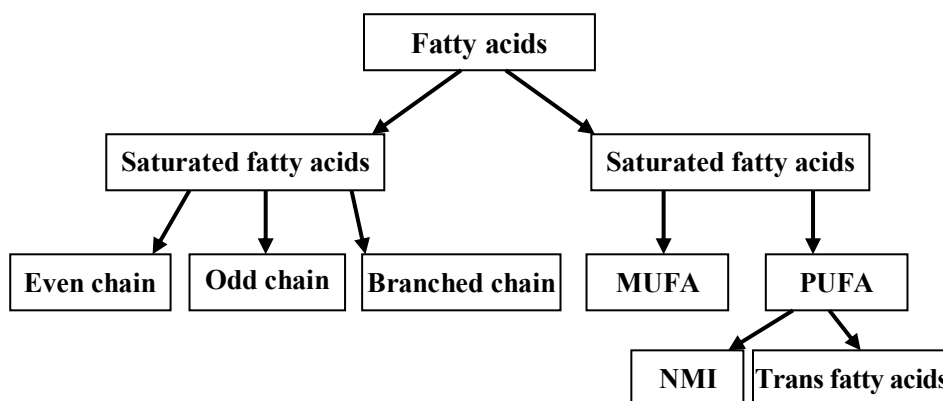 Fatty acids
Saturated fatty acids
Saturated fatty acids
Even chain
Odd chain
Branched chain
MUFA
PUFA
NMI
Trans fatty acids